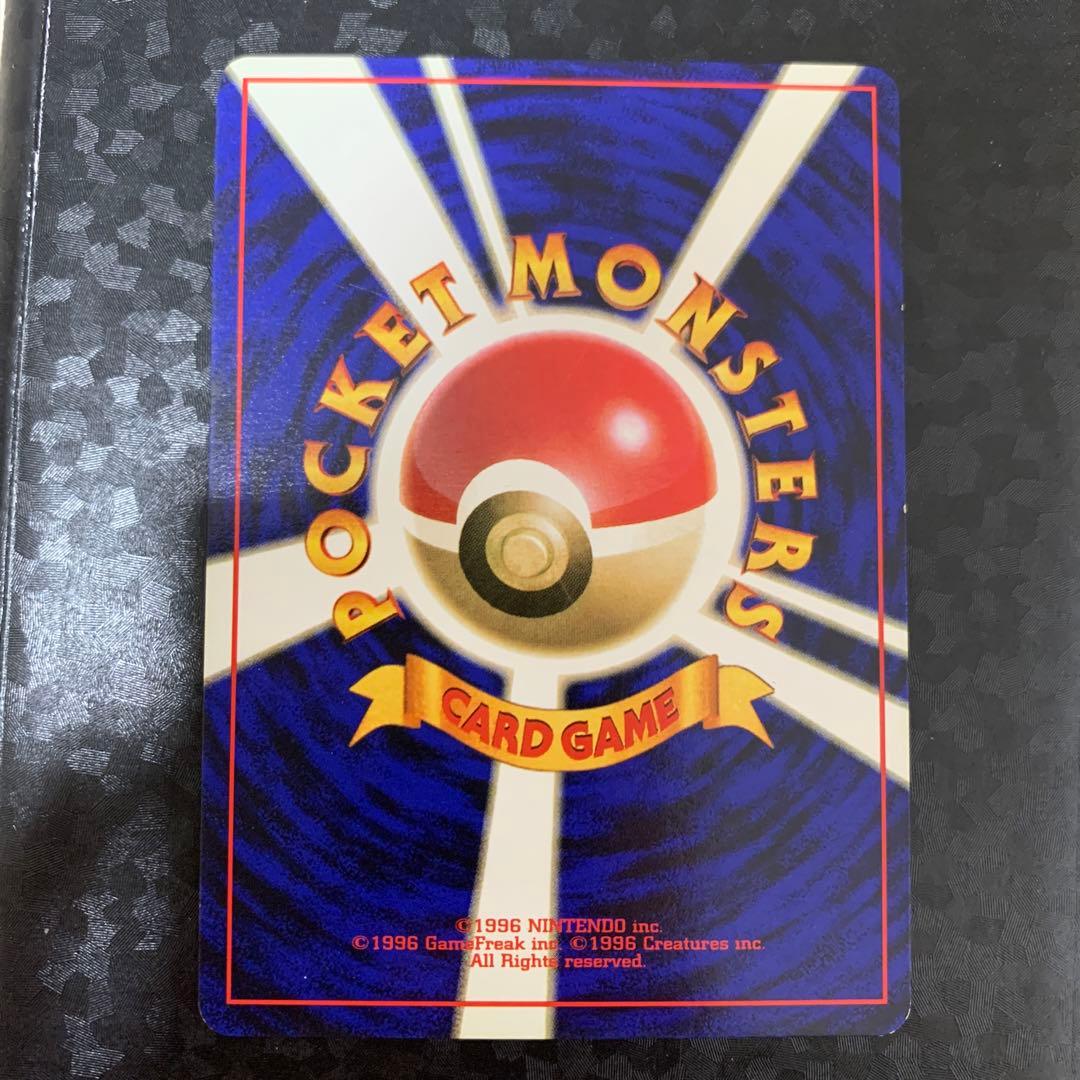 POCKET MONSTERS
CARD GAME
©1996 NINTENDO inc.
©1996 GameFreak inc. ©1996 Creatures inc.
All Rights reserved.